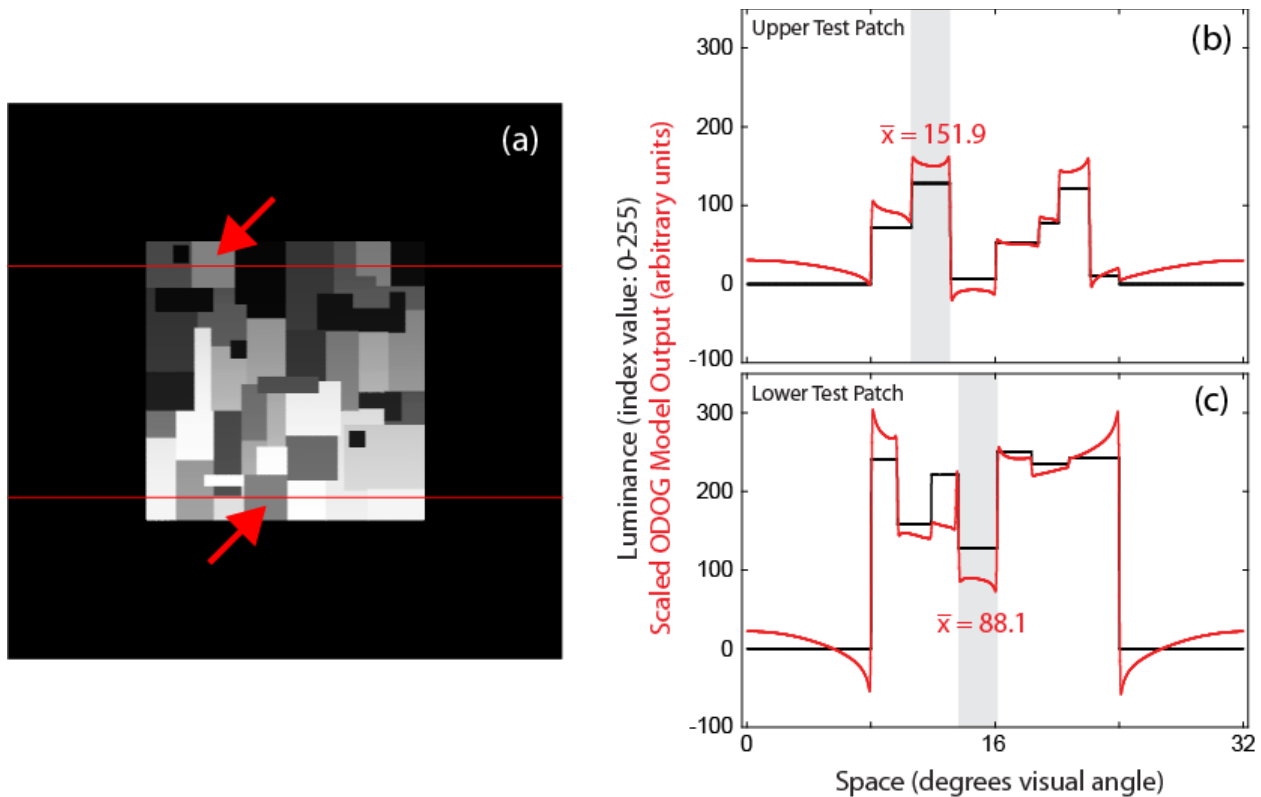 (a)
Luminance (index value: 0-255)
Scaled ODOG Model Output (arbitrary units)
Upper Test Patch
(b)
300
200
100
0
-100
x̅ = 151.9
Lower Test Patch
(c)
300
200
100
0
-100
x̅ = 88.1
0
16
32
Space (degrees visual angle)